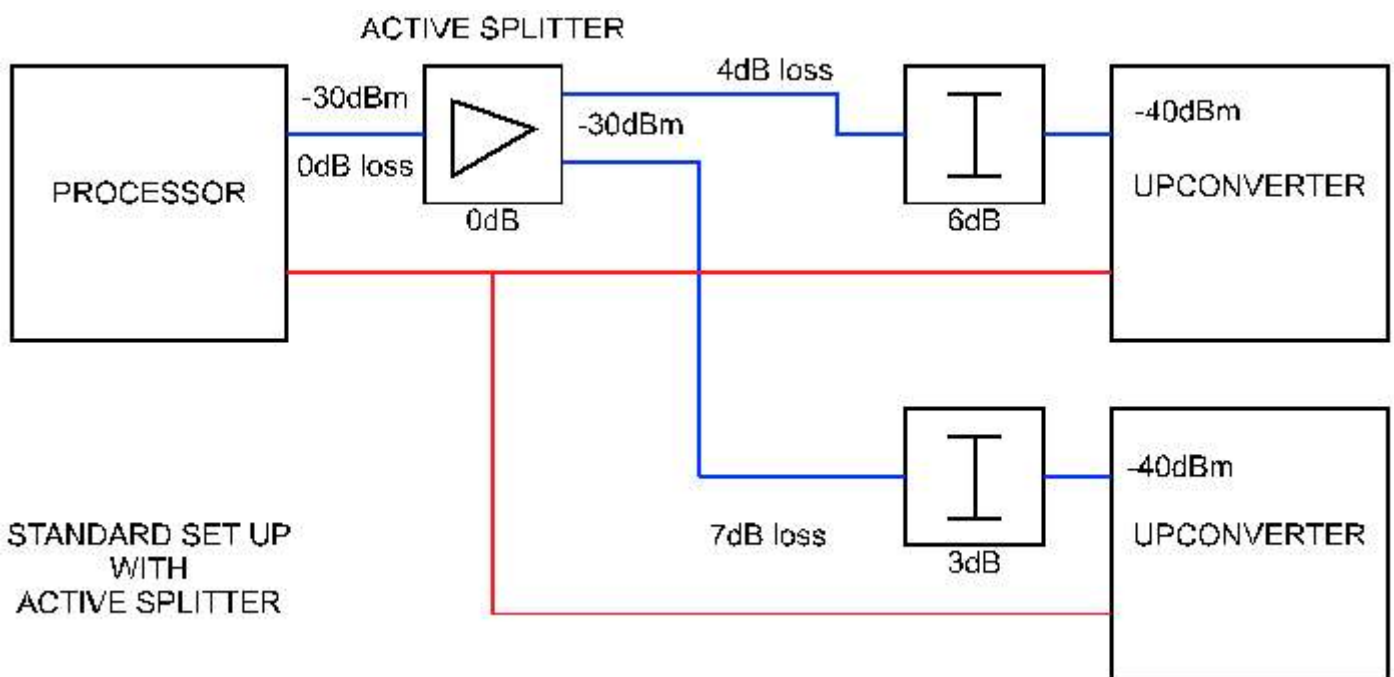 ACTIVE SPLITTER
PROCESSOR
-30dBm
0dB loss
0dB
4dB loss
-30dBm
6dB
-40dBm
UPCONVERTER
7dB loss
3dB
-40dBm
UPCONVERTER
STANDARD SET UP
WITH
ACTIVE SPLITTER